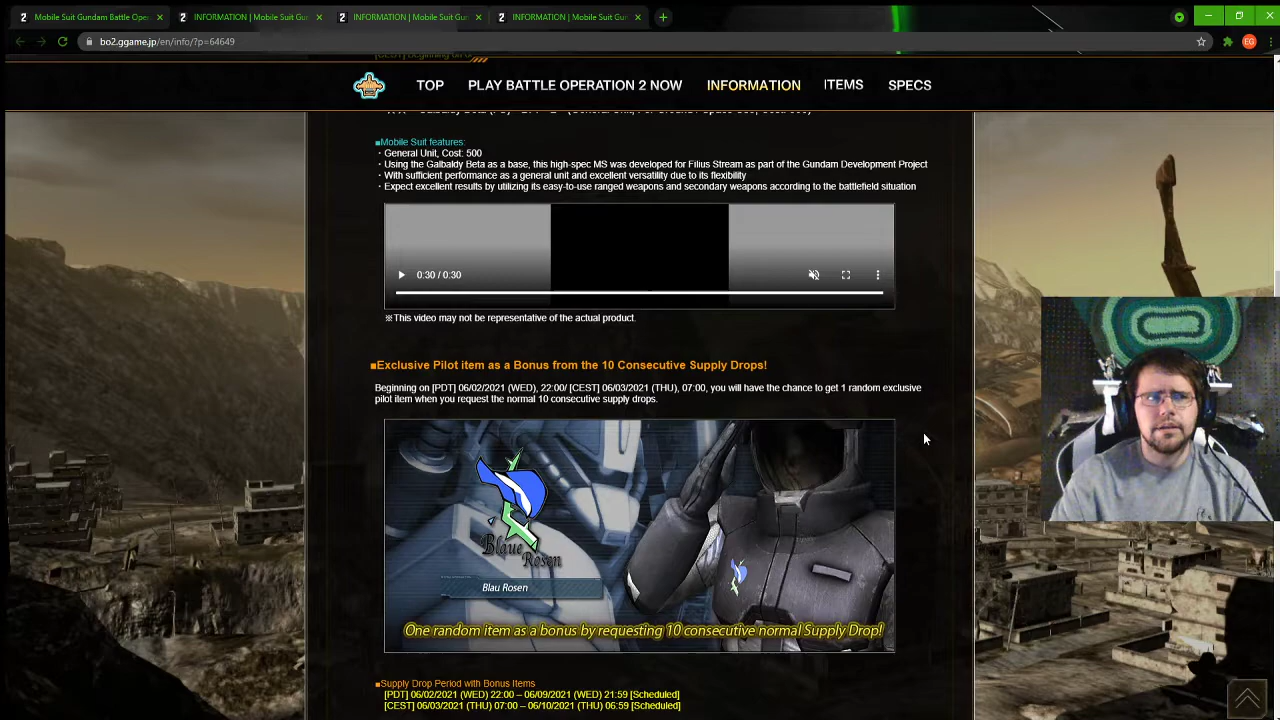 Mobile Suit Gundam Battle Oper
INFORMATION | Mobile Suit Gu
INFORMATION | Mobile Suit Gu
INFORMATION | Mobile Suit Gu
bo2.ggame.jp/en/info/?p=64649
EG
TOP PLAY BATTLE OPERATION 2 NOW INFORMATION ITEMS SPECS
■Mobile Suit features:
・General Unit, Cost: 500
・Using the Galbaldy Beta as a base, this high-spec MS was developed for Filius Stream as part of the Gundam Development Project
・With sufficient performance as a general unit and excellent versatility due to its flexibility
・Expect excellent results by utilizing its easy-to-use ranged weapons and secondary weapons according to the battlefield situation
0:30 / 0:30
※This video may not be representative of the actual product.
■Exclusive Pilot item as a Bonus from the 10 Consecutive Supply Drops!
Beginning on [PDT] 06/02/2021 (WED), 22:00/ [CEST] 06/03/2021 (THU), 07:00, you will have the chance to get 1 random exclusive
pilot item when you request the normal 10 consecutive supply drops.
Blaue
Rosen
Blau Rosen
One random item as a bonus by requesting 10 consecutive normal Supply Drop!
■Supply Drop Period with Bonus Items
[PDT] 06/02/2021 (WED) 22:00 – 06/09/2021 (WED) 21:59 [Scheduled]
[CEST] 06/03/2021 (THU) 07:00 – 06/10/2021 (THU) 06:59 [Scheduled]